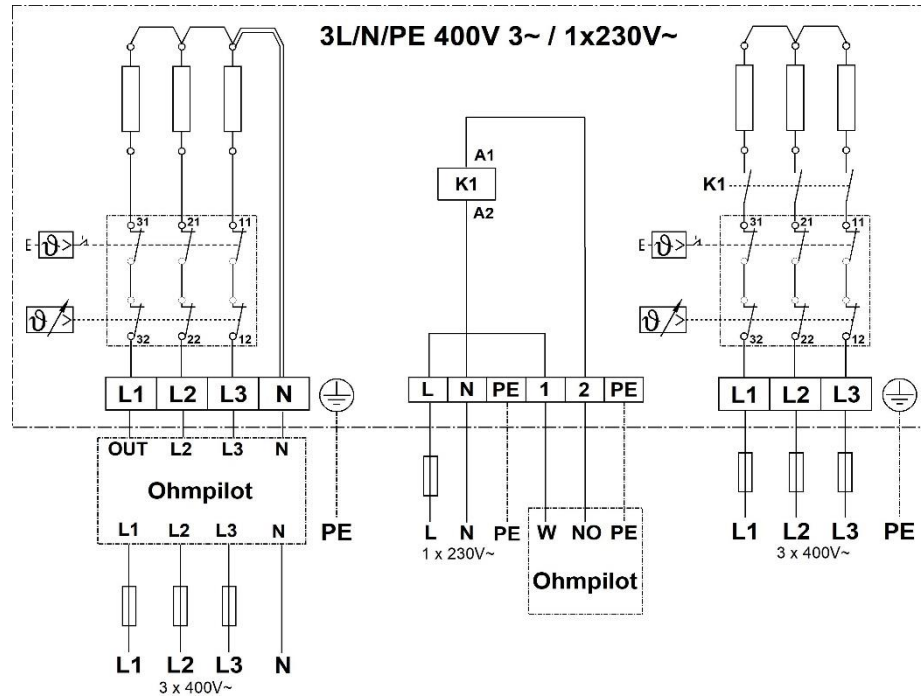 3L/N/PE 400V 3~ / 1x230V~
A1
K1
A2
K1
31 21 11
E ϑ >
ϑ >
32 22 12
31 21 11
E ϑ >
ϑ >
32 22 12
L1 L2 L3 N
L N PE 1 2 PE
L1 L2 L3
OUT L2 L3 N
Ohmpilot
L1 L2 L3 N
PE
L N PE
1 x 230V~
W NO PE
Ohmpilot
L1 L2 L3 PE
3 x 400V~
L1 L2 L3 N
3 x 400V~